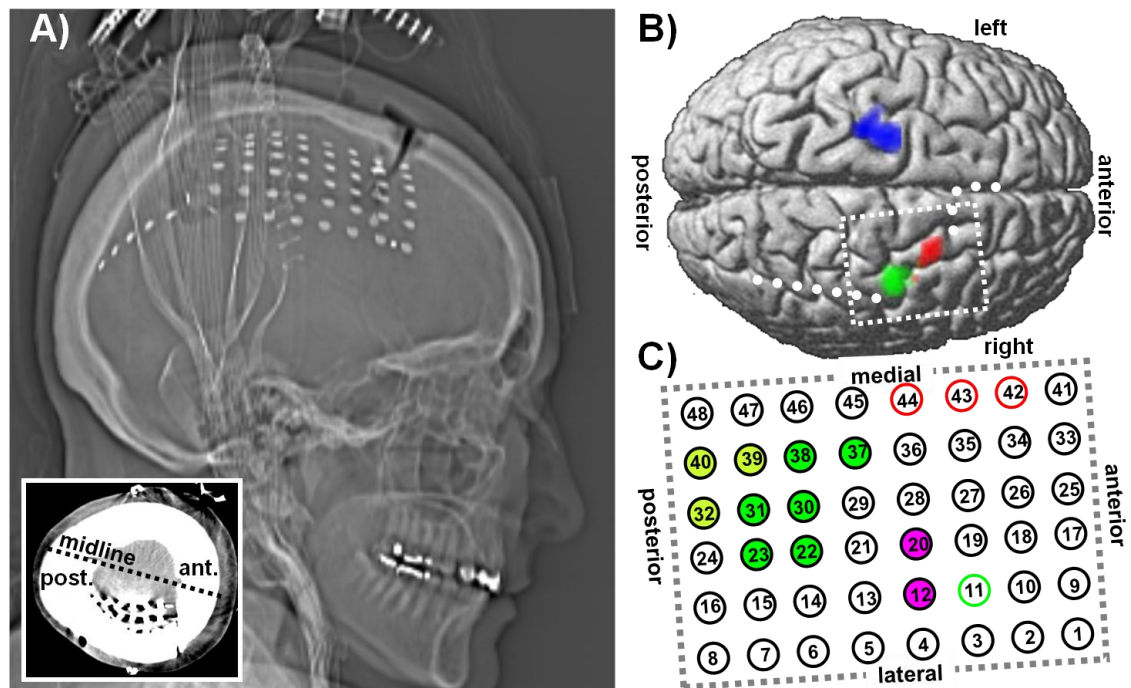 A)
midline
ant.
post.
B)
left
posterior
anterior
right
C)
medial
48 47 46 45 44 43 42 41
40 39 38 37 36 35 34 33
32 31 30 29 28 27 26 25
24 23 22 21 20 19 18 17
16 15 14 13 12 11 10 9
8 7 6 5 4 3 2 1
posterior
anterior
lateral